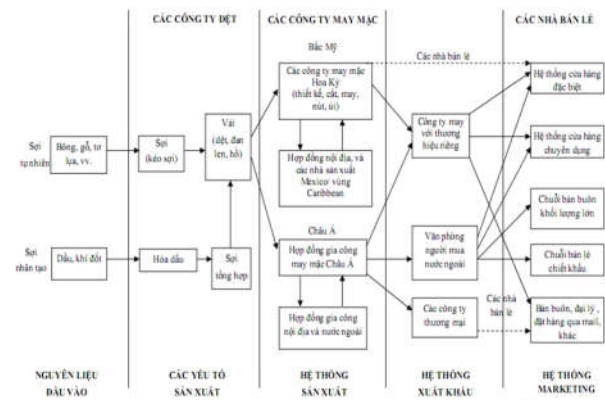 CÁC CÔNG TY DỆT
CÁC CÔNG TY MAY MẶC
CÁC NHÀ BÁN LẺ
Sợi
tự nhiên
Bông, gỗ, tơ
lụa, vv.
Sợi
(kéo sợi)
Vải
(dệt, đan
len, hồ)
Sợi
nhân tạo
Dầu, khí đốt
Hóa dầu
Sợi
tổng hợp
Bắc Mỹ
Các công ty may mặc
Hoa Kỳ
(thiết kế, cắt, may,
nút, ủi)
Hợp đồng nội địa, và
các nhà sản xuất
Mexico/ vùng
Caribbean
Châu Á
Hợp đồng gia công
may mặc Châu Á
Hợp đồng gia công
nội địa và nước ngoài
Các nhà bán lẻ
Công ty may
với thương
hiệu riêng
Văn phòng
người mua
nước ngoài
Các công ty
thương mại
Các nhà
bán lẻ
Hệ thống cửa hàng
đặc biệt
Hệ thống cửa hàng
chuyên dụng
Chuỗi bán buôn
khối lượng lớn
Chuỗi bán lẻ
chiết khấu
Bán buôn, đại lý,
đặt hàng qua mail,
khác
NGUYÊN LIỆU
ĐẦU VÀO
CÁC YẾU TỐ
SẢN XUẤT
HỆ THỐNG
SẢN XUẤT
HỆ THỐNG
XUẤT KHẨU
HỆ THỐNG
MARKETING